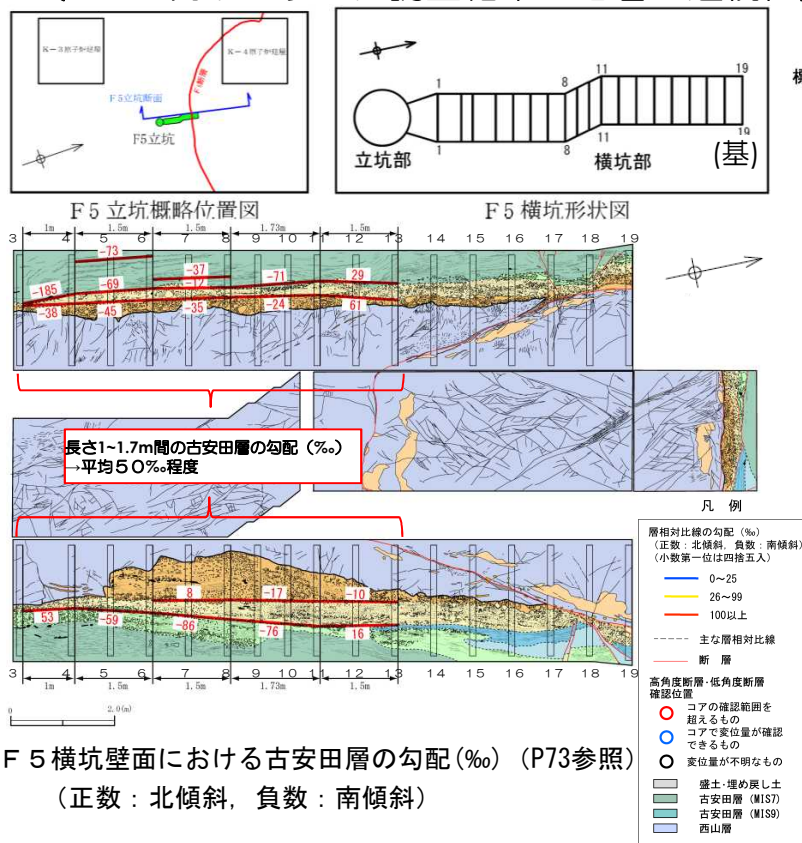 K-3原子炉建屋
K-4原子炉建屋
F5断層
F5立坑断面
F5立坑
F5立坑概略位置図
1
8
11
19
立坑部
横坑部
(基)
1
8
11
19
F5横坑形状図
1m
1.5m
1.5m
1.73m
1.5m
3 4 5 6 7 8 9 10 11 12 13 14 15 16 17 18 19
-73
-37
-185
-69
-71
29
-38
-45
-35
-24
61
長さ1~1.7m間の古安田層の勾配(‰)
→平均50‰程度
8
-17
-10
53
-59
-86
-76
16
3 4 5 6 7 8 9 10 11 12 13 14 15 16 17 18 19
1m
1.5m
1.5m
1.73m
1.5m
0
2.0(m)
凡 例
層相対比線の勾配(‰)
(正数:北傾斜,負数:南傾斜)
(小数第一位は四捨五入)
0~25
26~99
100以上
主な層相対比線
断 層
高角度断層・低角度断層
確認位置
コアの確認範囲を
超えるもの
コアで変位量が確認
できるもの
変位量が不明なもの
盛土・埋め戻し土
古安田層(MIS7)
古安田層(MIS9)
西山層
F5横坑壁面における古安田層の勾配(‰)(P73参照)
(正数:北傾斜,負数:南傾斜)